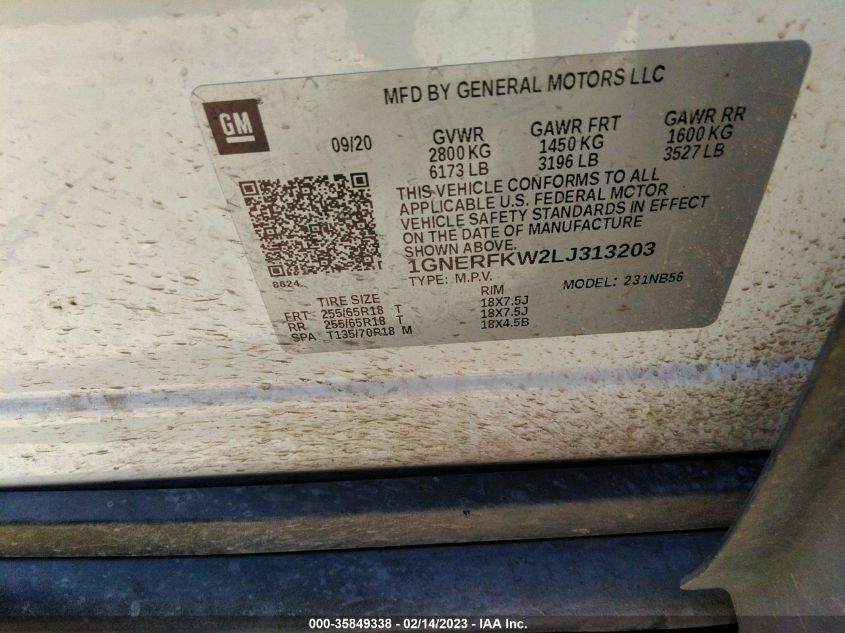 MFD BY GENERAL MOTORS LLC
GM
09/20 GVWR GAWR FRT GAWR RR
2800 KG 1450 KG 1600 KG
6173 LB 3196 LB 3527 LB
THIS VEHICLE CONFORMS TO ALL
APPLICABLE U.S. FEDERAL MOTOR
VEHICLE SAFETY STANDARDS IN EFFECT
ON THE DATE OF MANUFACTURE
SHOWN ABOVE.
1GNERFKW2LJ313203
8624 TYPE: M.P.V. MODEL: 231NB56
TIRE SIZE RIM
FRT 255/65R18 T 18X7.5J
RR 255/65R18 T 18X7.5J
SPA T135/70R18 M 18X4.5B
000-35849338 - 02/14/2023 - IAA Inc.